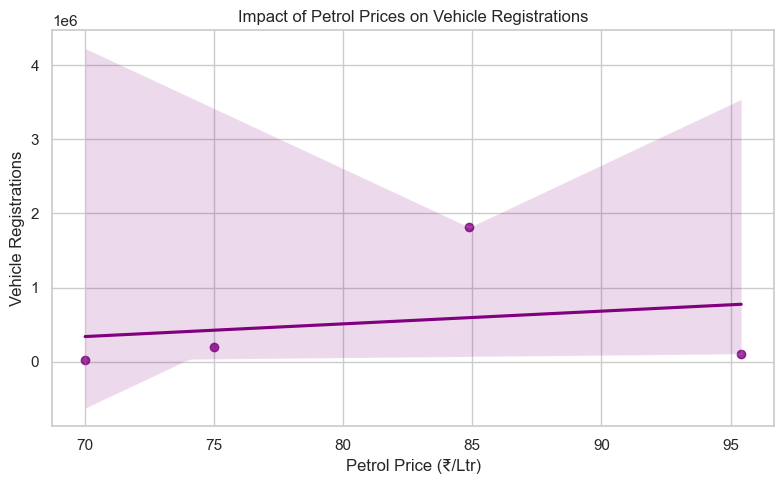 Impact of Petrol Prices on Vehicle Registrations
1e6
4
3
2
1
0
Vehicle Registrations
70 75 80 85 90 95
Petrol Price (₹/Ltr)